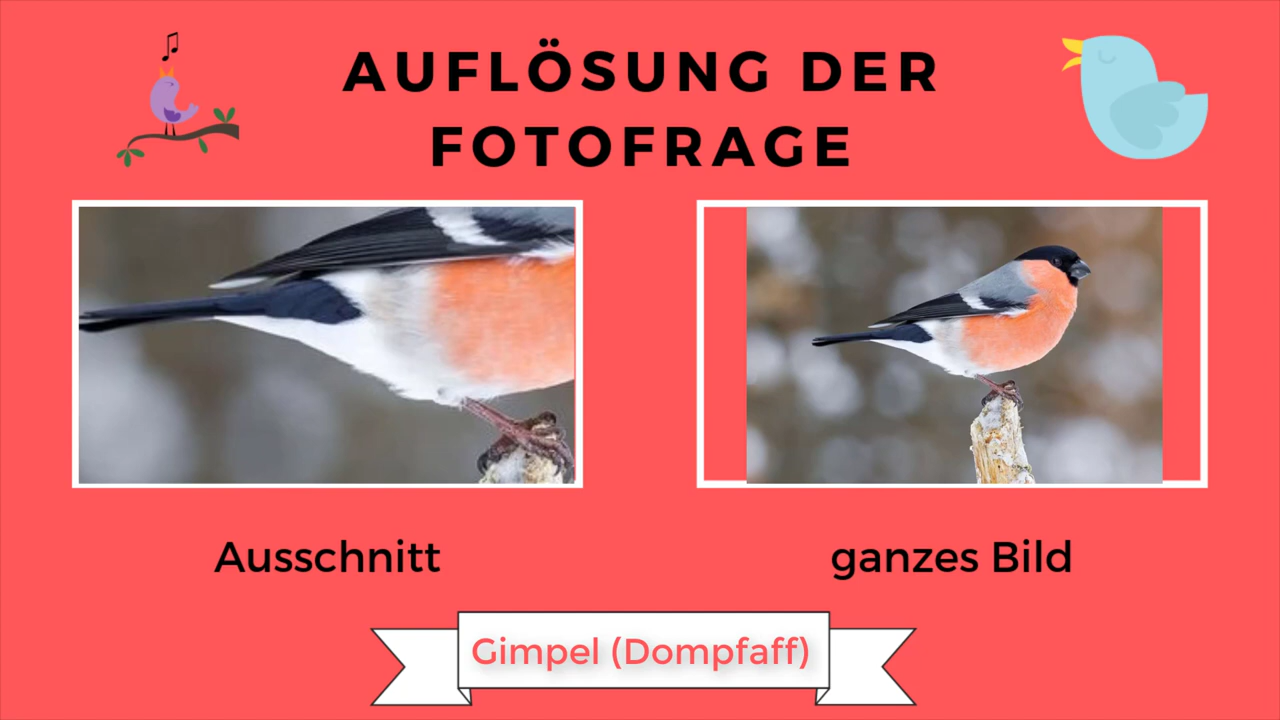 AUFLÖSUNG DER
FOTOFRAGE
Ausschnitt
ganzes Bild
Gimpel (Dompfaff)